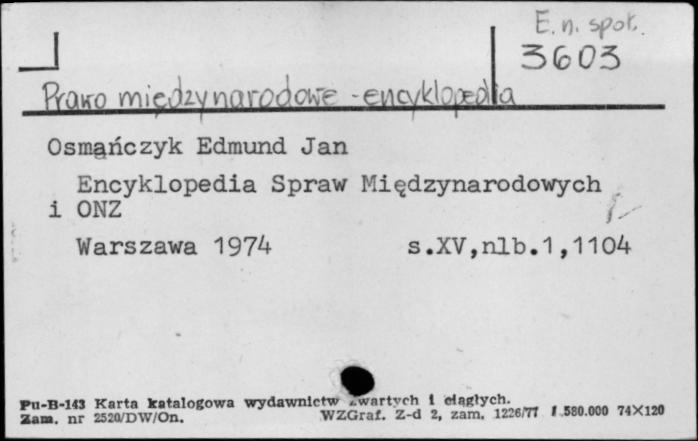 E. n. społ.
3603
Prawo międzynarodowe - encyklopedia
Osmańczyk Edmund Jan
Encyklopedia Spraw Międzynarodowych
i ONZ
Warszawa 1974 s.XV,nlb.1,1104
Pu-B-143 Karta katalogowa wydawnictw zwartych i ciągłych.
Zam. nr 2520/DW/On. WZGraf. Z-d 2, zam. 1226/77 1.580.000 74×120